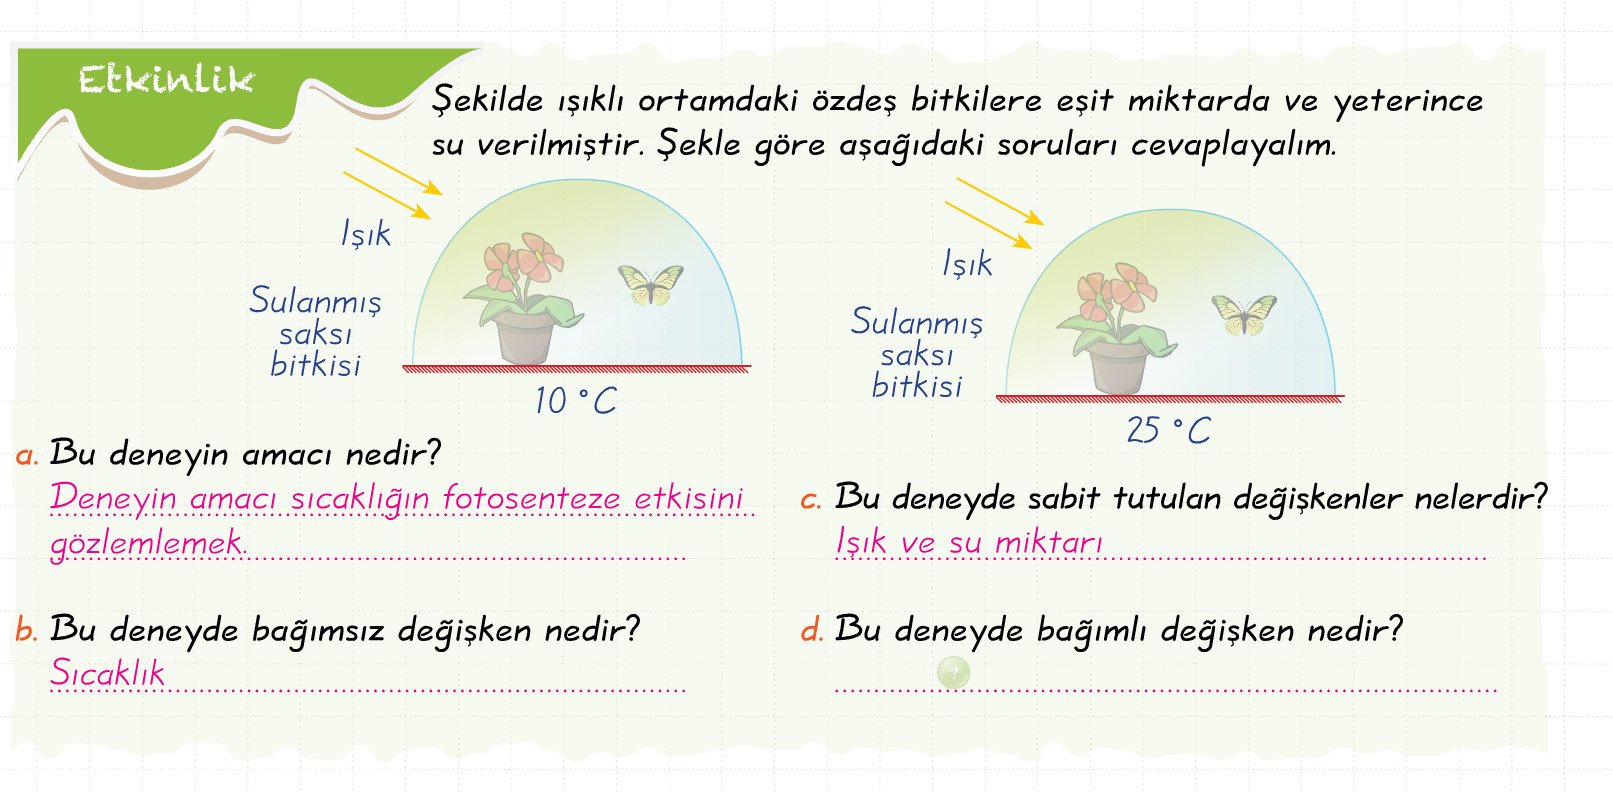 Etkinlik
Şekilde ışıklı ortamdaki özdeş bitkilere eşit miktarda ve yeterince
su verilmiştir. Şekle göre aşağıdaki soruları cevaplayalım.
Işık
Sulanmış
saksı
bitkisi
10 °C
Işık
Sulanmış
saksı
bitkisi
25 °C
a. Bu deneyin amacı nedir?
Deneyin amacı sıcaklığın fotosenteze etkisini
gözlemlemek.
b. Bu deneyde bağımsız değişken nedir?
Sıcaklık
c. Bu deneyde sabit tutulan değişkenler nelerdir?
Işık ve su miktarı
d. Bu deneyde bağımlı değişken nedir?
?